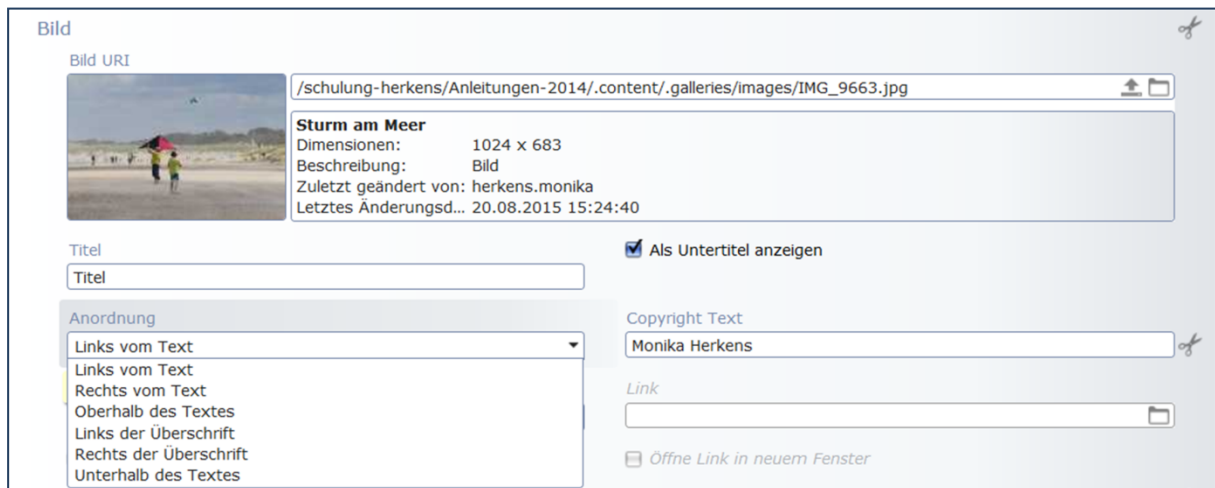 Bild
Bild URI
/schulung-herkens/Anleitungen-2014/.content/.galleries/images/IMG_9663.jpg
Sturm am Meer
Dimensionen: 1024 x 683
Beschreibung: Bild
Zuletzt geändert von: herkens.monika
Letztes Änderungsd... 20.08.2015 15:24:40
Titel
Als Untertitel anzeigen
Titel
Anordnung
Copyright Text
Links vom Text
Monika Herkens
Links vom Text
Rechts vom Text
Link
Oberhalb des Textes
Links der Überschrift
Rechts der Überschrift
Öffne Link in neuem Fenster
Unterhalb des Textes